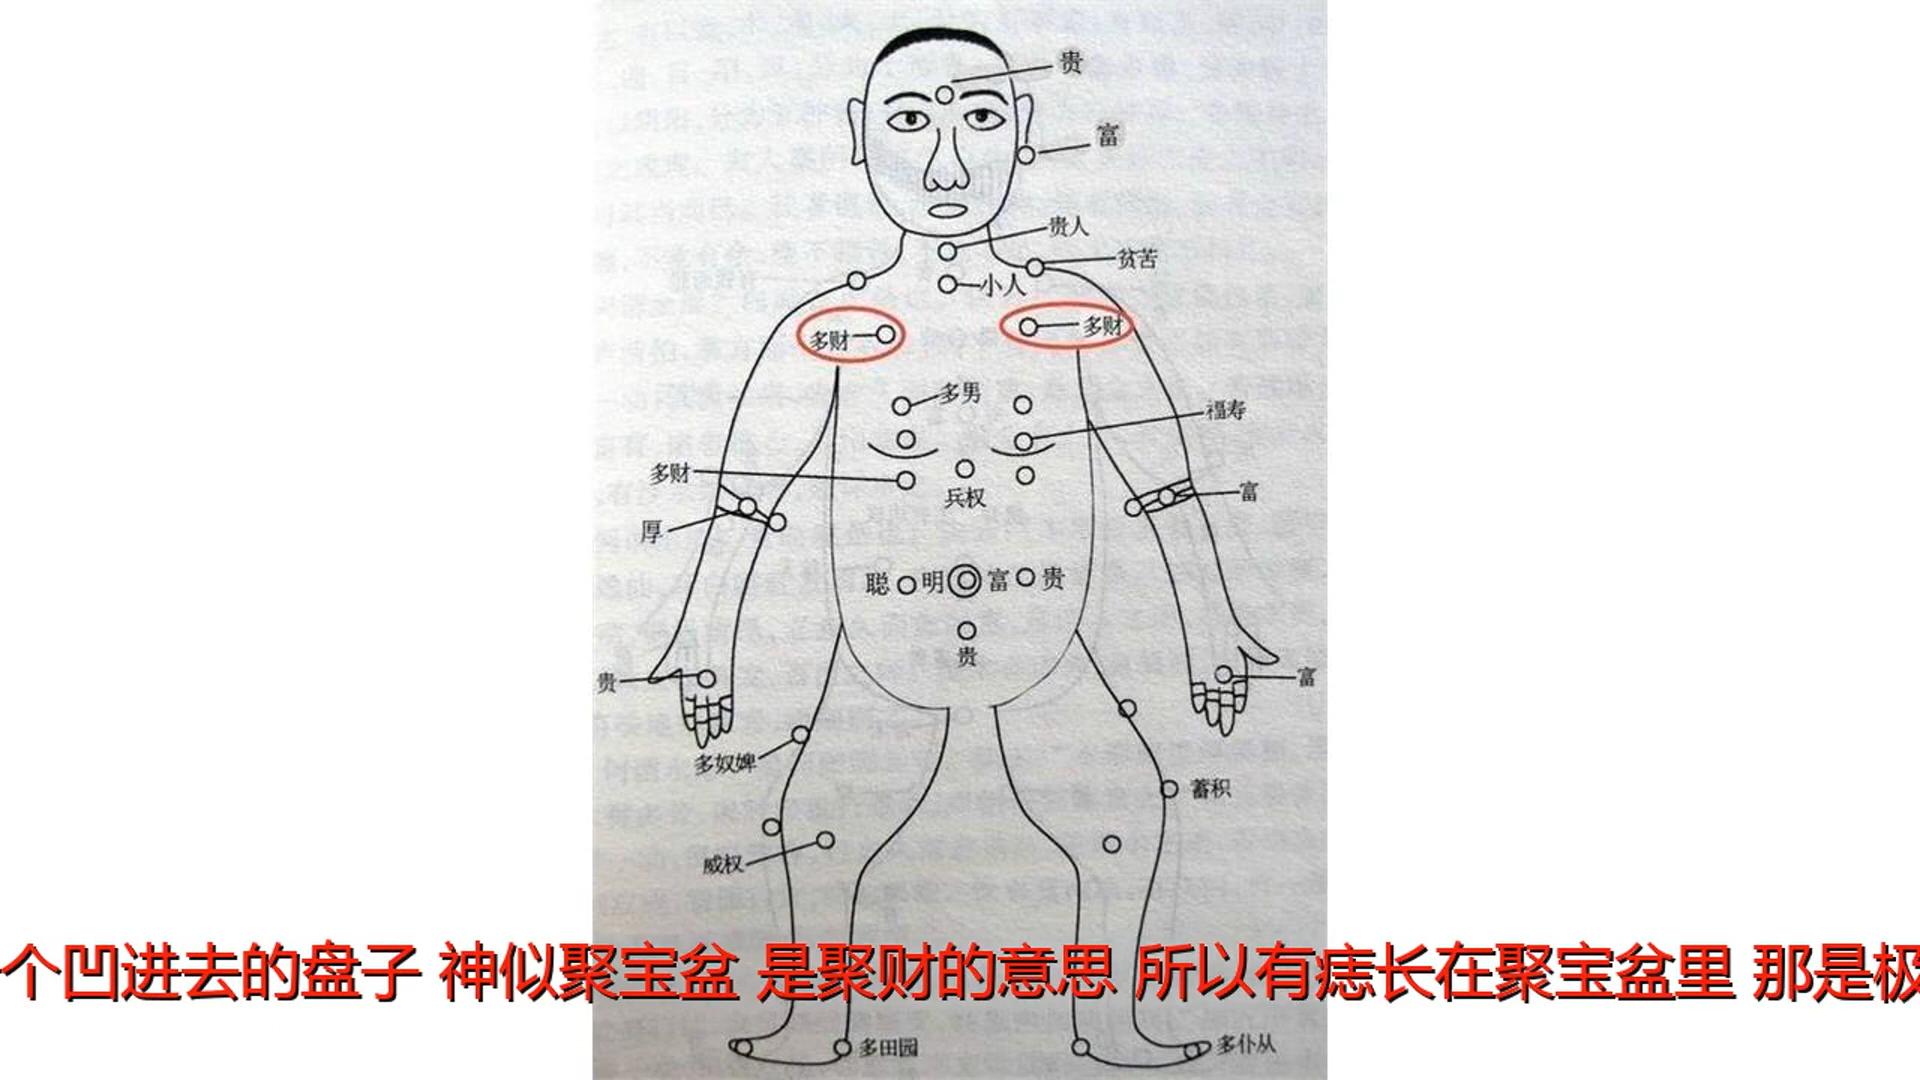 贵
富
贵人
贫苦
小人
多财 多财
多男
福寿
多财
兵权
富
厚
聪 明 富 贵
贵
贵 富
多奴婢
蓄积
威权
个凹进去的盘子 神似聚宝盆 是聚财的意思 所以有痣长在聚宝盆里 那是极
多田园 多仆从